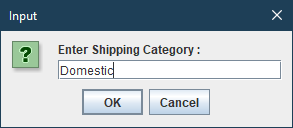 Input
Enter Shipping Category :
Domestic
OK Cancel